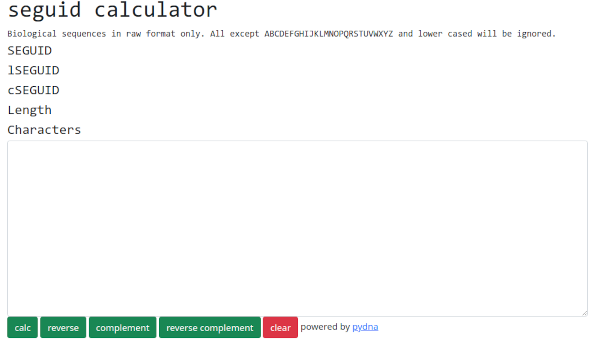 seguid calculator
Biological sequences in raw format only. All except ABCDEFGHIJKLMNOPQRSTUVWXYZ and lower cased will be ignored.
SEGUID
lSEGUID
cSEGUID
Length
Characters
calc reverse complement reverse complement clear powered by pydna